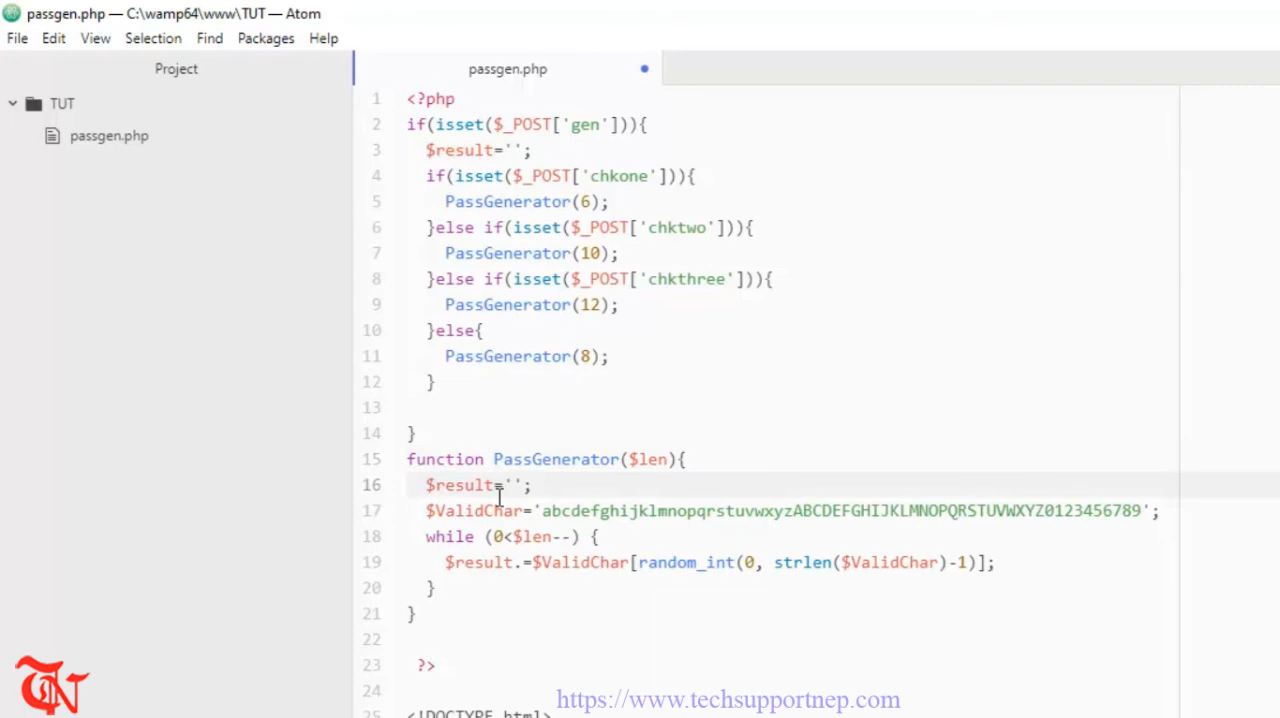 passgen.php — C:\wamp64\www\TUT — Atom
File Edit View Selection Find Packages Help
Project
passgen.php
TUT
passgen.php
1 <?php
2 if(isset($_POST['gen'])){
3 $result='';
4 if(isset($_POST['chkone'])){
5 PassGenerator(6);
6 }else if(isset($_POST['chktwo'])){
7 PassGenerator(10);
8 }else if(isset($_POST['chkthree'])){
9 PassGenerator(12);
10 }else{
11 PassGenerator(8);
12 }
13
14 }
15 function PassGenerator($len){
16 $result='';
17 $ValidChar='abcdefghijklmnopqrstuvwxyzABCDEFGHIJKLMNOPQRSTUVWXYZ0123456789';
18 while (0<$len--) {
19 $result.=$ValidChar[random_int(0, strlen($ValidChar)-1)];
20 }
21 }
22
23 ?>
24
25 <!DOCTYPE html>
TN
https://www.techsupportnep.com